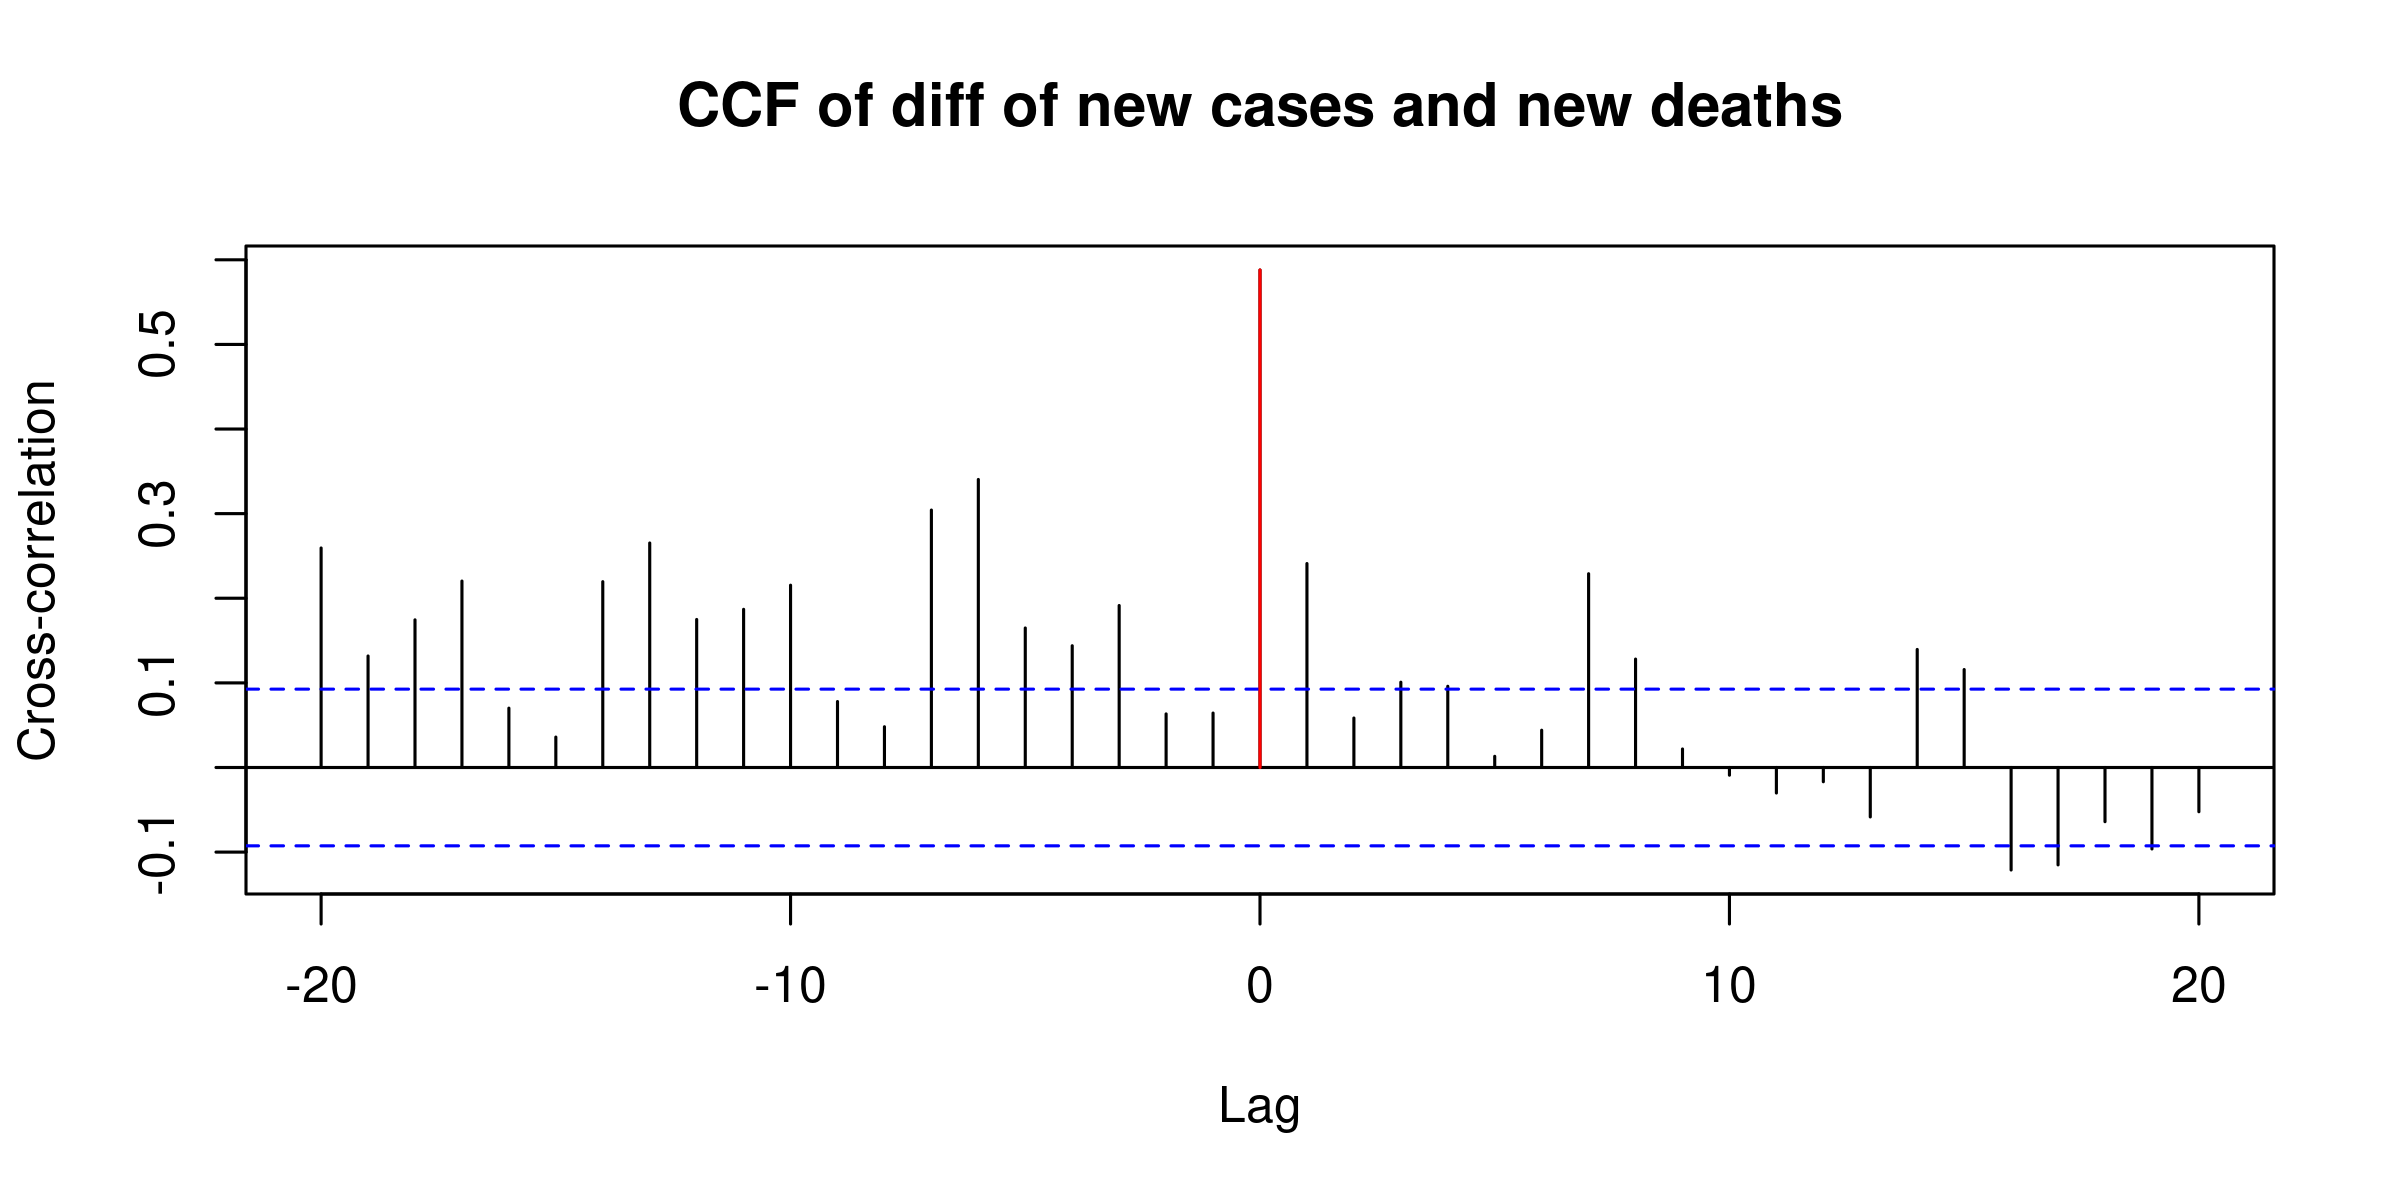 CCF of diff of new cases and new deaths
Cross-correlation
0.5
0.3
0.1
-0.1
-20 -10 0 10 20
Lag